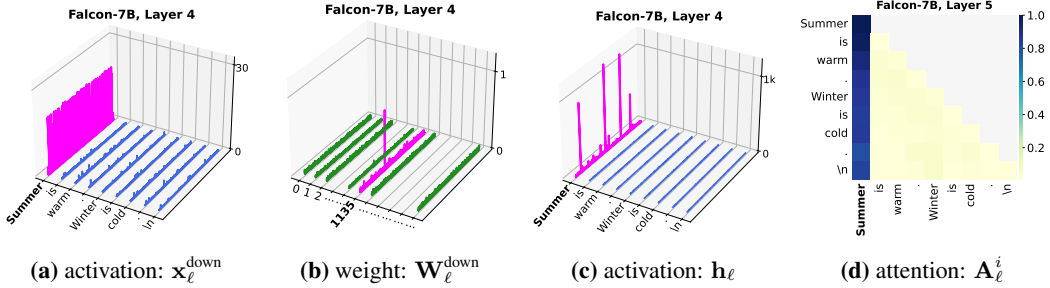 Falcon-7B, Layer 4
30
0
Summer
is
warm
.
Winter
is
cold
.
\n
(a) activation: x_ℓ^down
Falcon-7B, Layer 4
1
0
0 1 2 ........ 1135 ................
(b) weight: W_ℓ^down
Falcon-7B, Layer 4
1k
0
Summer
is
warm
.
Winter
is
cold
.
\n
(c) activation: h_ℓ
Falcon-7B, Layer 5
Summer
is
warm
.
Winter
is
cold
.
\n
Summer
is
warm
.
Winter
is
cold
.
\n
1.0
0.8
0.6
0.4
0.2
(d) attention: A_ℓ^i